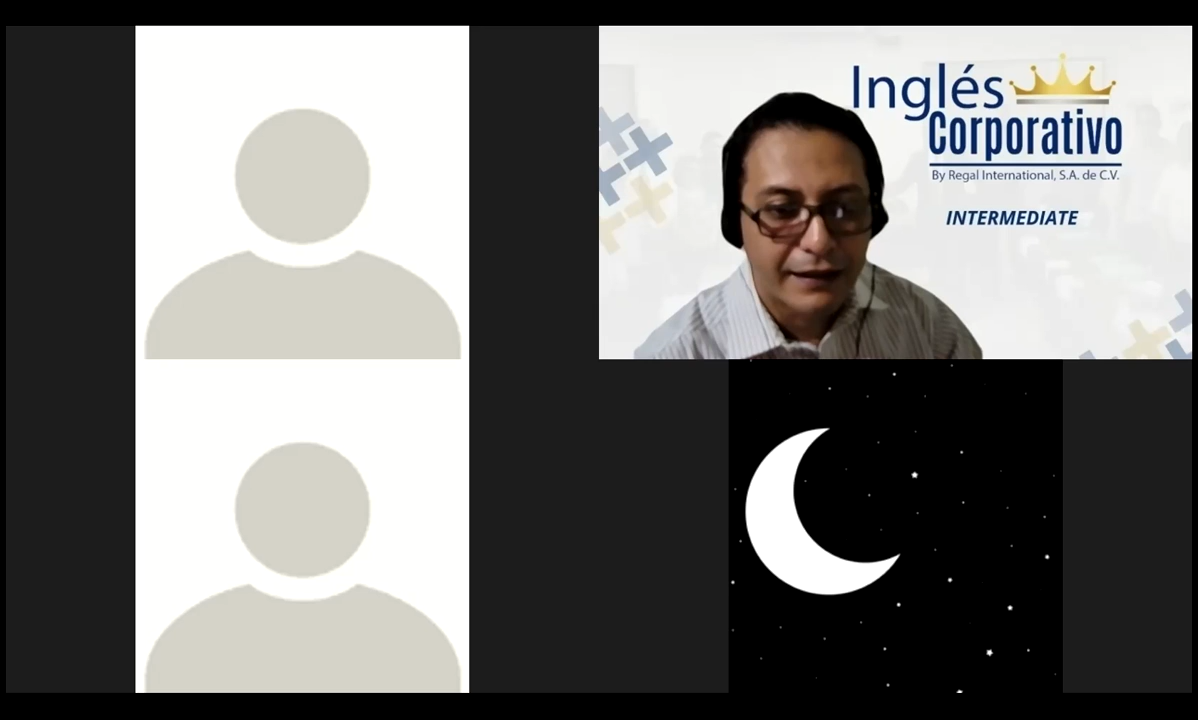 Inglés
Corporativo
By Regal International, S.A. de C.V.
INTERMEDIATE